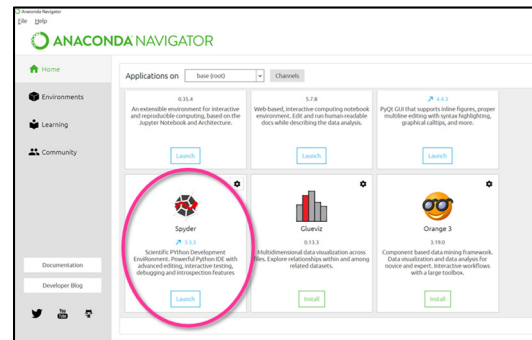 Anaconda Navigator
File Help
ANACONDA NAVIGATOR
Home
Environments
Learning
Community
Documentation
Developer Blog
You
Tube
Applications on base (root) Channels
0.35.4
An extensible environment for interactive
and reproducible computing, based on the
Jupyter Notebook and Architecture.
Launch
5.7.8
Web-based, interactive computing notebook
environment. Edit and run human-readable
docs while describing the data analysis.
Launch
4.4.3
PyQt GUI that supports inline figures, proper
multiline editing with syntax highlighting,
graphical calltips, and more.
Launch
Spyder
3.3.3
Scientific PYthon Development
EnviRonment. Powerful Python IDE with
advanced editing, interactive testing,
debugging and introspection features
Launch
Glueviz
0.13.3
Multidimensional data visualization across
files. Explore relationships within and among
related datasets.
Install
Orange 3
3.19.0
Component based data mining framework.
Data visualization and data analysis for
novice and expert. Interactive workflows
with a large toolbox.
Install